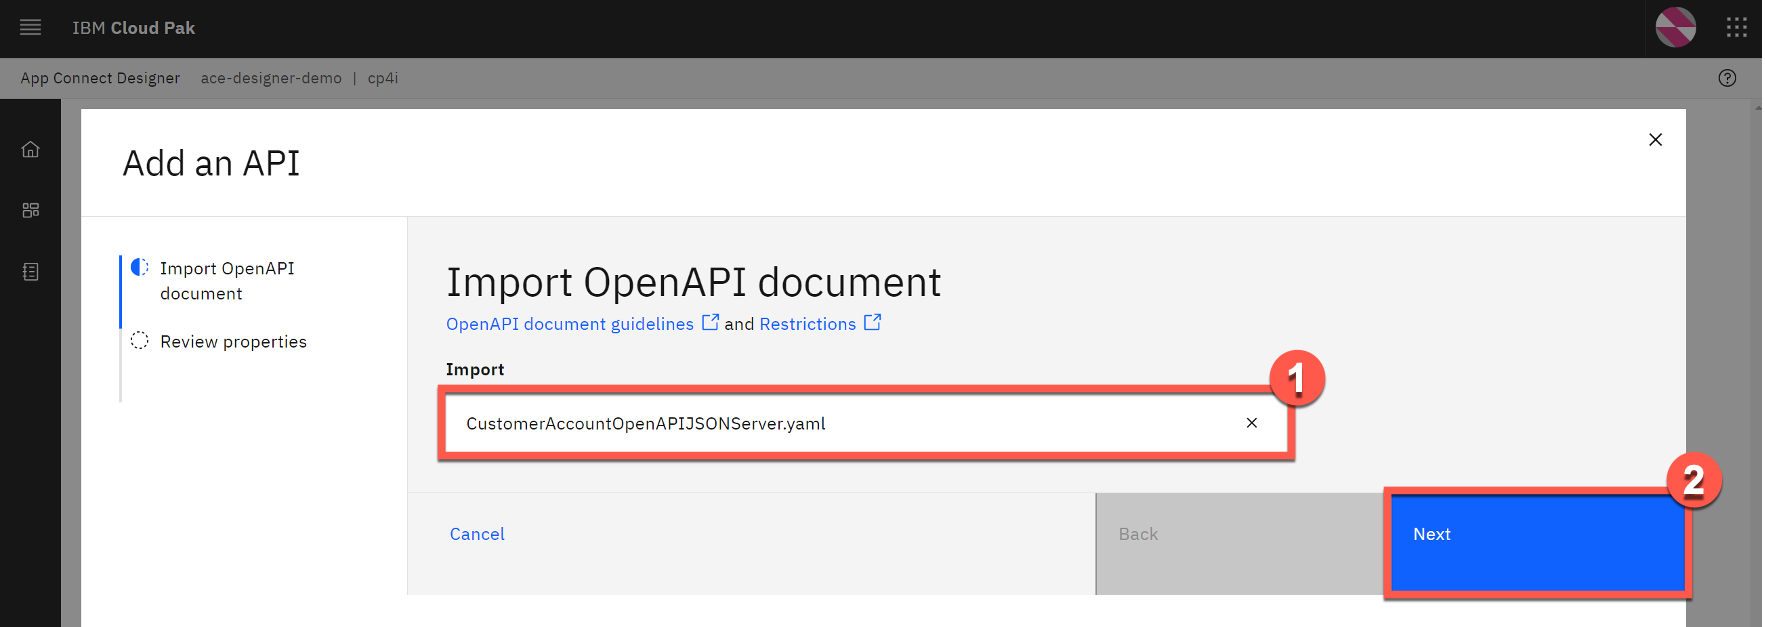 IBM Cloud Pak
App Connect Designer ace-designer-demo | cp4i
Add an API
Import OpenAPI
document
Review properties
Import OpenAPI document
OpenAPI document guidelines and Restrictions
Import
1
CustomerAccountOpenAPIJSONServer.yaml
2
Cancel
Back
Next